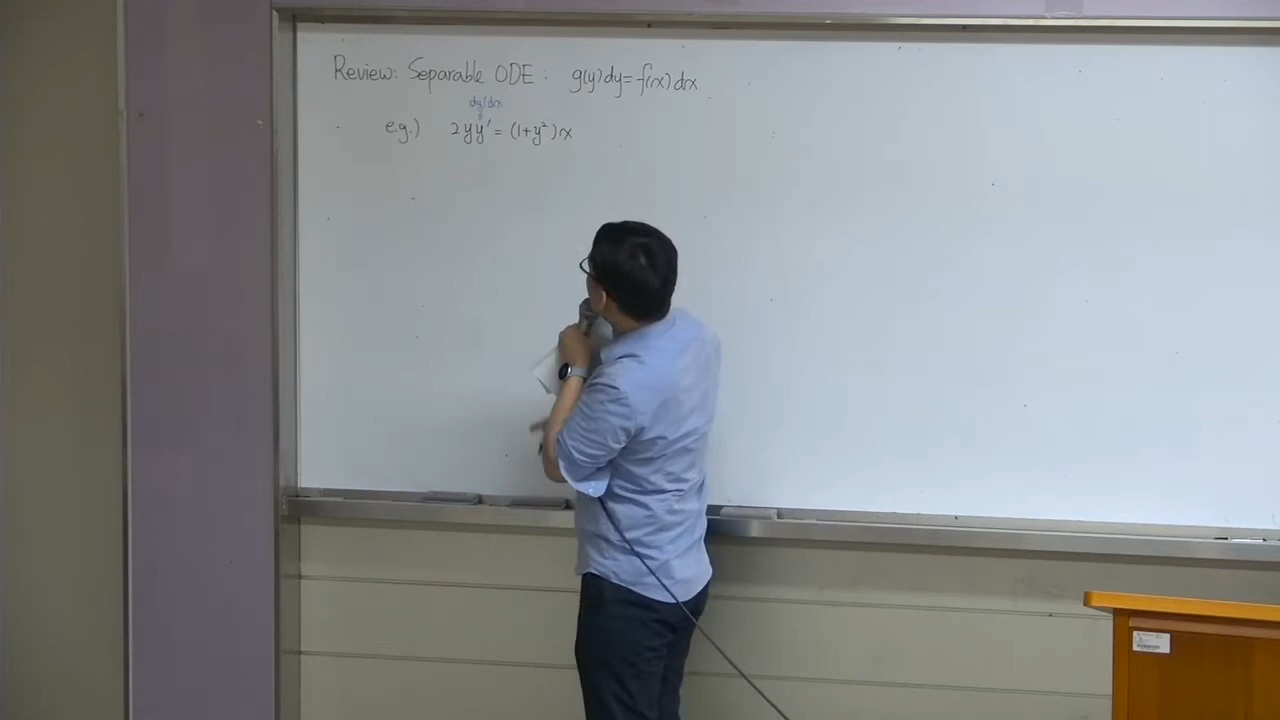 Review: Separable ODE : g(y)dy=f(x)dx
dy/dx
e.g.) 2yy'=(1+y²)x